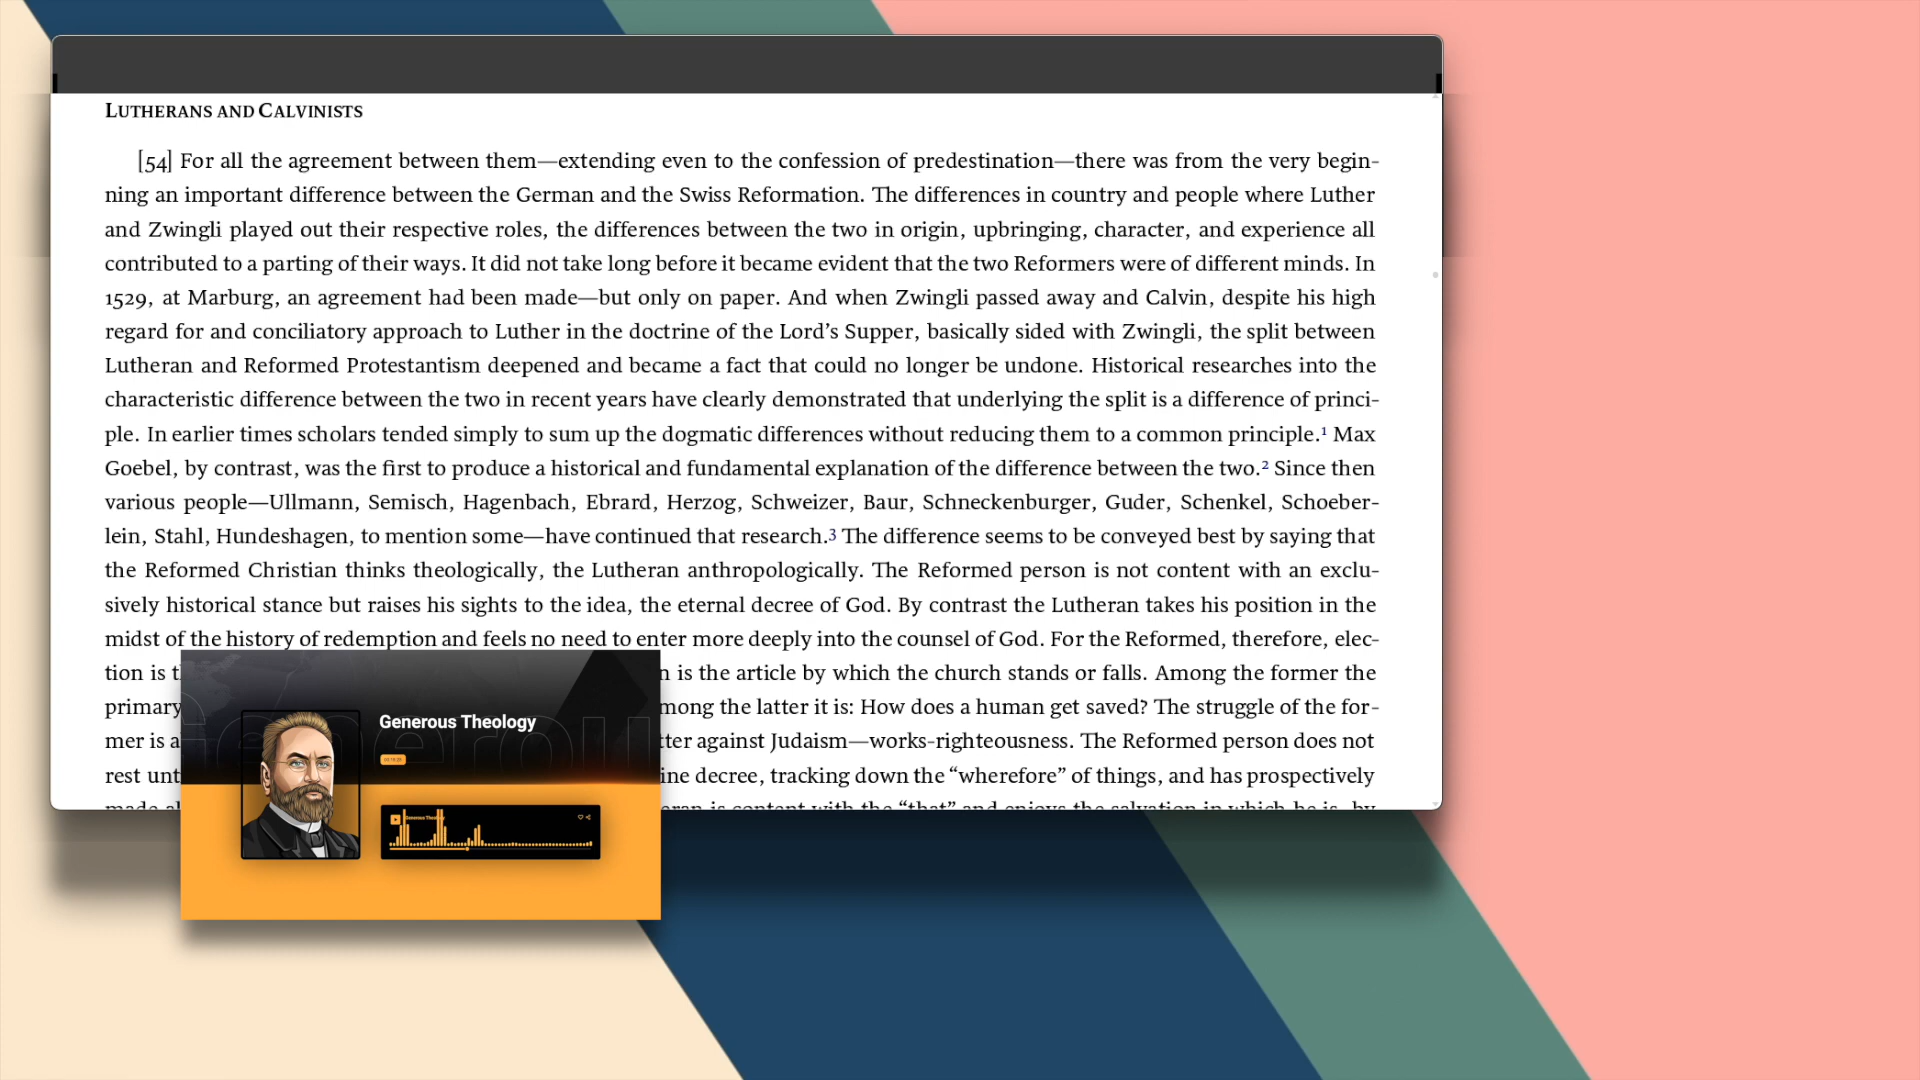 LUTHERANS AND CALVINISTS
[54] For all the agreement between them—extending even to the confession of predestination—there was from the very begin-
ning an important difference between the German and the Swiss Reformation. The differences in country and people where Luther
and Zwingli played out their respective roles, the differences between the two in origin, upbringing, character, and experience all
contributed to a parting of their ways. It did not take long before it became evident that the two Reformers were of different minds. In
1529, at Marburg, an agreement had been made—but only on paper. And when Zwingli passed away and Calvin, despite his high
regard for and conciliatory approach to Luther in the doctrine of the Lord’s Supper, basically sided with Zwingli, the split between
Lutheran and Reformed Protestantism deepened and became a fact that could no longer be undone. Historical researches into the
characteristic difference between the two in recent years have clearly demonstrated that underlying the split is a difference of princi-
ple. In earlier times scholars tended simply to sum up the dogmatic differences without reducing them to a common principle.1 Max
Goebel, by contrast, was the first to produce a historical and fundamental explanation of the difference between the two.2 Since then
various people—Ullmann, Semisch, Hagenbach, Ebrard, Herzog, Schweizer, Baur, Schneckenburger, Guder, Schenkel, Schoeber-
lein, Stahl, Hundeshagen, to mention some—have continued that research.3 The difference seems to be conveyed best by saying that
the Reformed Christian thinks theologically, the Lutheran anthropologically. The Reformed person is not content with an exclu-
sively historical stance but raises his sights to the idea, the eternal decree of God. By contrast the Lutheran takes his position in the
midst of the history of redemption and feels no need to enter more deeply into the counsel of God. For the Reformed, therefore, elec-
tion is is the article by which the church stands or falls. Among the former the
primary mong the latter it is: How does a human get saved? The struggle of the for-
mer is against Judaism—works-righteousness. The Reformed person does not
rest decree, tracking down the “wherefore” of things, and has prospectively
made is content with the “that” and enjoys the salvation in which he is, by
Generous Theology
Generous Theology